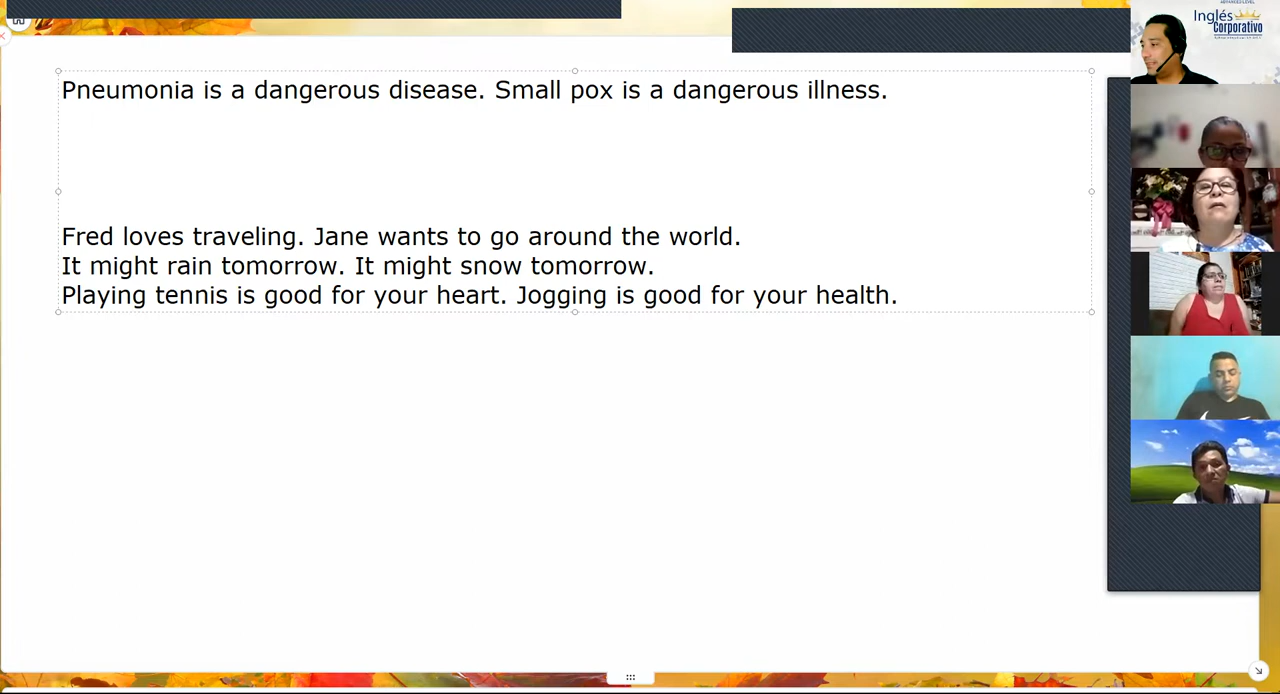 Pneumonia is a dangerous disease. Small pox is a dangerous illness.
Fred loves traveling. Jane wants to go around the world.
It might rain tomorrow. It might snow tomorrow.
Playing tennis is good for your heart. Jogging is good for your health.
Inglés
Corporativo